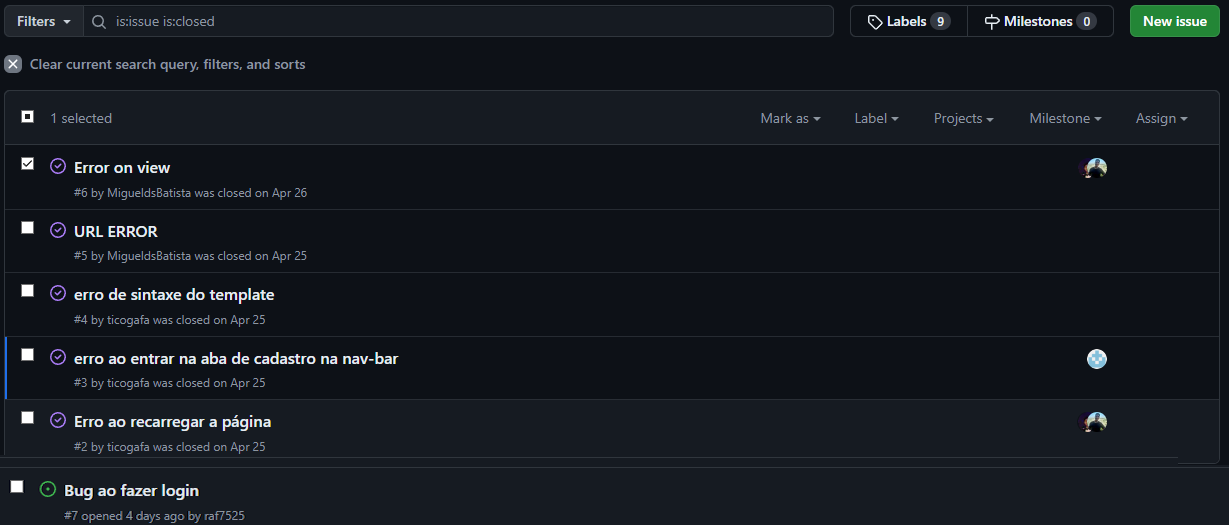 Filters
is:issue is:closed
Labels 9
Milestones 0
New issue
Clear current search query, filters, and sorts
1 selected
Mark as
Label
Projects
Milestone
Assign
Error on view
#6 by MigueldsBatista was closed on Apr 26
URL ERROR
#5 by MigueldsBatista was closed on Apr 25
erro de sintaxe do template
#4 by ticogafa was closed on Apr 25
erro ao entrar na aba de cadastro na nav-bar
#3 by ticogafa was closed on Apr 25
Erro ao recarregar a página
#2 by ticogafa was closed on Apr 25
Bug ao fazer login
#7 opened 4 days ago by raf7525